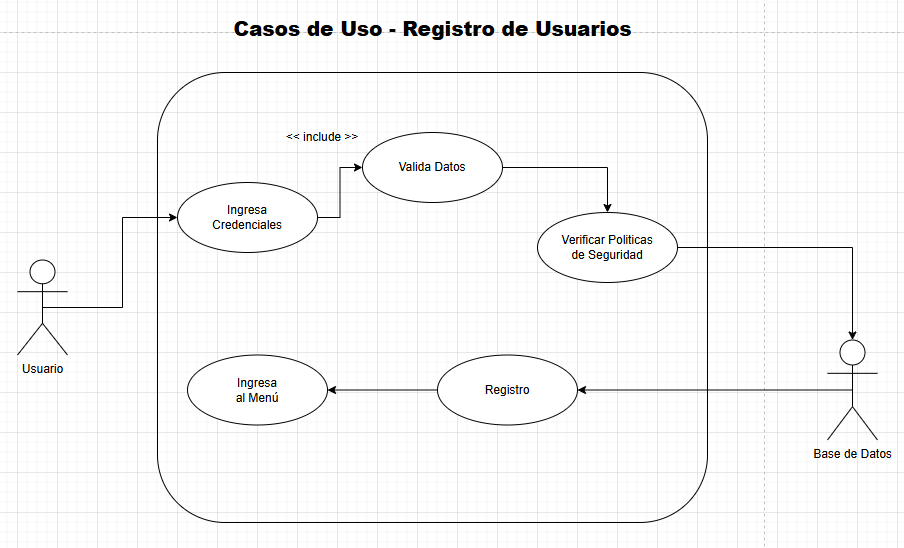 Casos de Uso - Registro de Usuarios
<< include >>
Valida Datos
Ingresa
Credenciales
Verificar Politicas
de Seguridad
Usuario
Ingresa
al Menú
Registro
Base de Datos